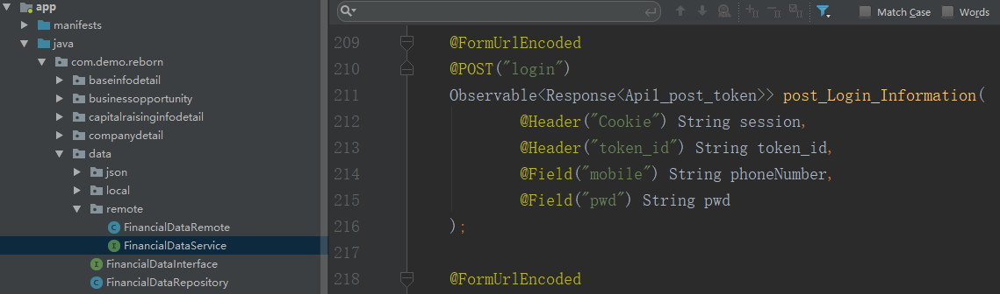 app
manifests
java
com.demo.reborn
baseinfodetail
businessopportunity
capitalraisinginfodetail
companydetail
data
json
local
remote
FinancialDataRemote
FinancialDataService
FinancialDataInterface
FinancialDataRepository
Match Case
Words
209 @FormUrlEncoded
210 @POST("login")
211 Observable<Response<Api1_post_token>> post_Login_Information(
212 @Header("Cookie") String session,
213 @Header("token_id") String token_id,
214 @Field("mobile") String phoneNumber,
215 @Field("pwd") String pwd
216 );
217
218 @FormUrlEncoded